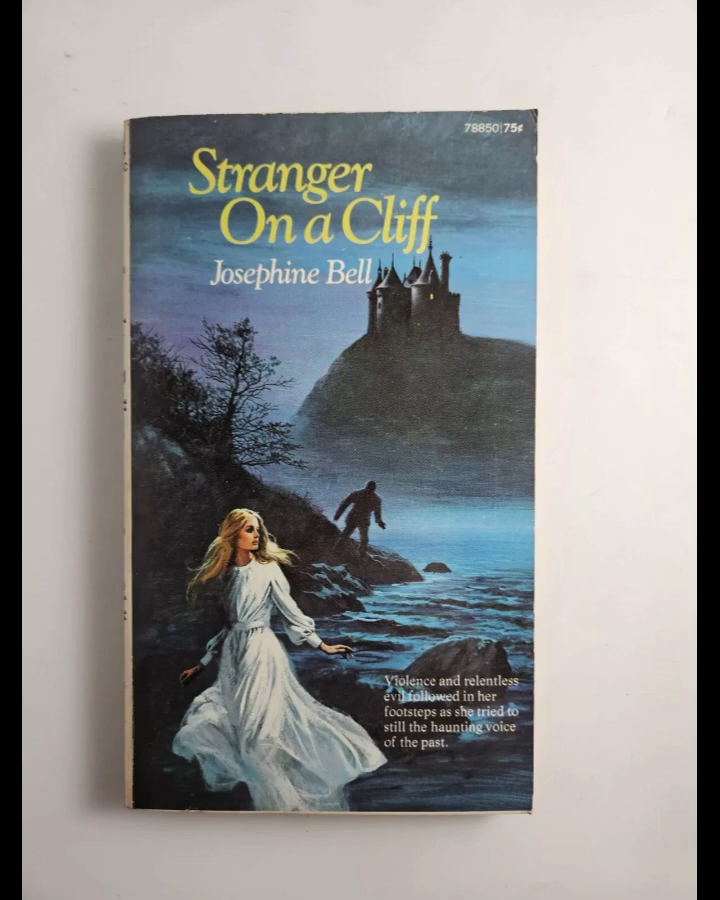 78850|75¢
Stranger
On a Cliff
Josephine Bell
Violence and relentless
evil followed in her
footsteps as she tried to
still the haunting voice
of the past.